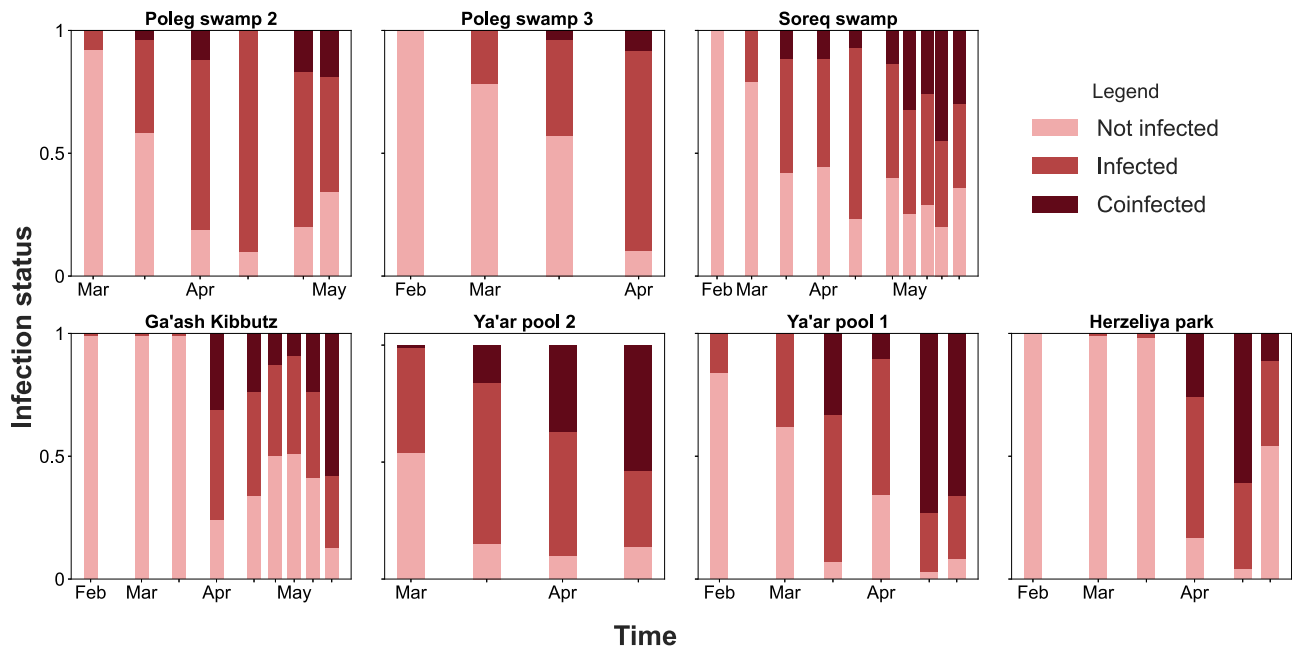 Poleg swamp 2
Poleg swamp 3
Soreq swamp
1
0.5
0
Mar Apr May
Feb Mar Apr
Feb Mar Apr May
Legend
Not infected
Infected
Coinfected
Infection status
Ga'ash Kibbutz
Ya'ar pool 2
Ya'ar pool 1
Herzeliya park
1
0.5
0
Feb Mar Apr May
Mar Apr
Feb Mar Apr
Feb Mar Apr
Time